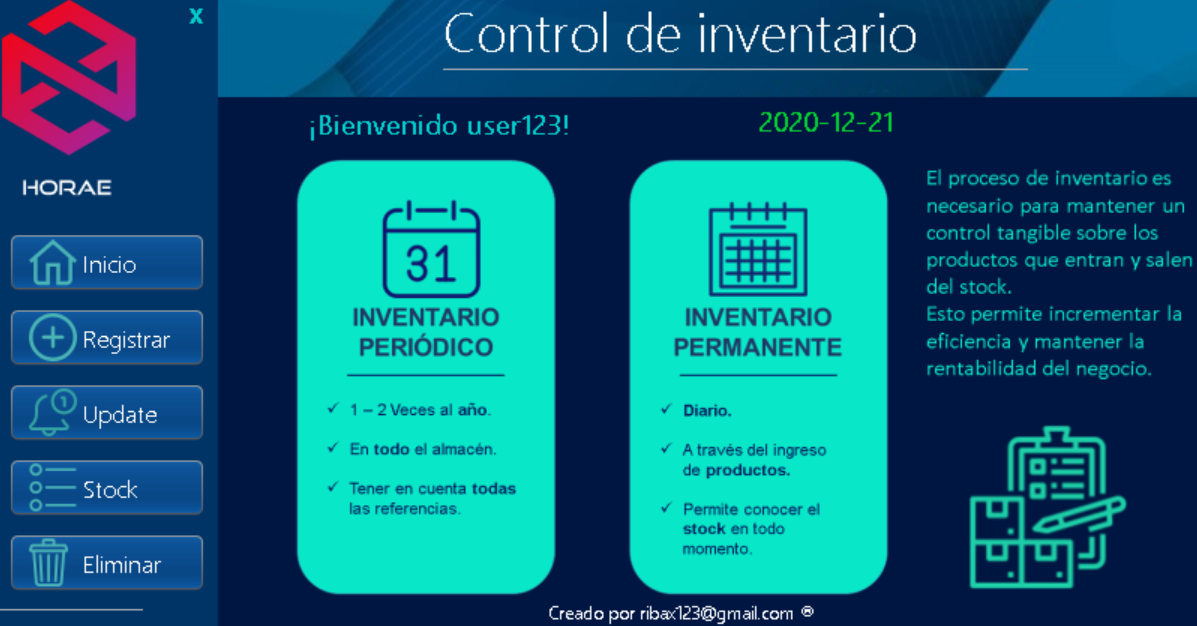 x
HORAE
Inicio
Registrar
1
Update
Stock
Eliminar
Control de inventario
¡Bienvenido user123!
2020-12-21
31
INVENTARIO
PERIÓDICO
✓ 1 – 2 Veces al año.
✓ En todo el almacén.
✓ Tener en cuenta todas
las referencias.
INVENTARIO
PERMANENTE
✓ Diario.
✓ A través del ingreso
de productos.
✓ Permite conocer el
stock en todo
momento.
El proceso de inventario es
necesario para mantener un
control tangible sobre los
productos que entran y salen
del stock.
Esto permite incrementar la
eficiencia y mantener la
rentabilidad del negocio.
Creado por ribax123@gmail.com ®